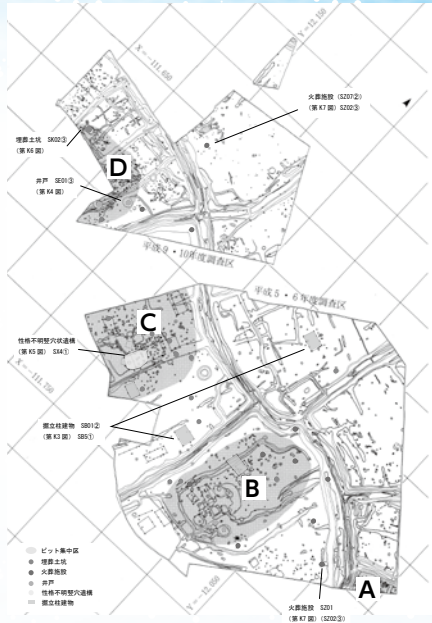 Y=-12,150
X=-111,650
火葬施設 (SZ07②)
(第K7図) SZ02③
埋葬土坑 SK02③
(第K6図)
D
井戸 SE01③
(第K4図)
平成9・10年度調査区
平成5・6年度調査区
C
性格不明竪穴状遺構
(第K5図) SX4①
X=-111,750
掘立柱建物 SB01②
(第K3図) SB5①
B
ピット集中区
埋葬土坑
火葬施設
井戸
性格不明竪穴遺構
掘立柱建物
Y=-12,050
A
火葬施設 SZ01
(第K7図) (SZ02③)